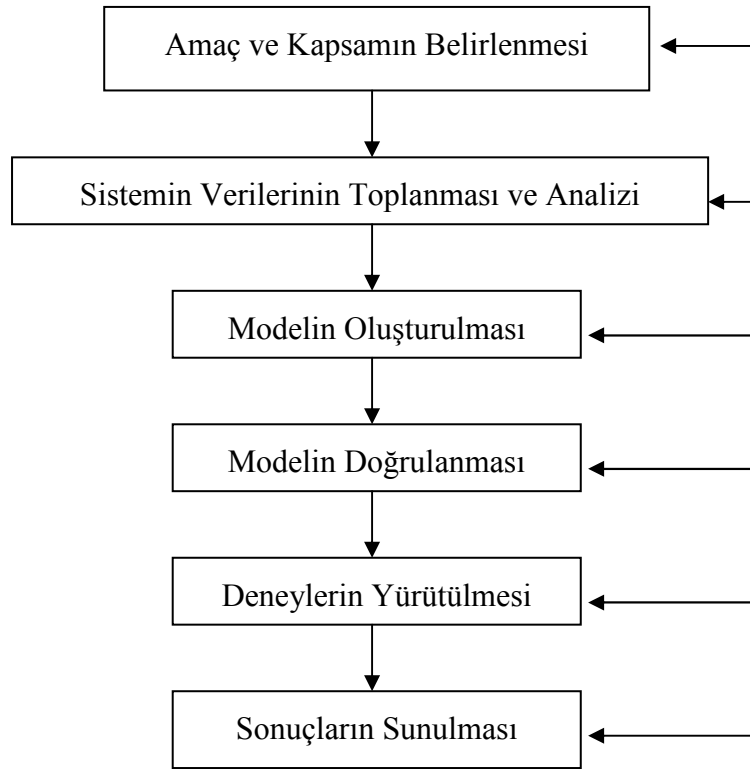 Amaç ve Kapsamın Belirlenmesi
Sistemin Verilerinin Toplanması ve Analizi
Modelin Oluşturulması
Modelin Doğrulanması
Deneylerin Yürütülmesi
Sonuçların Sunulması